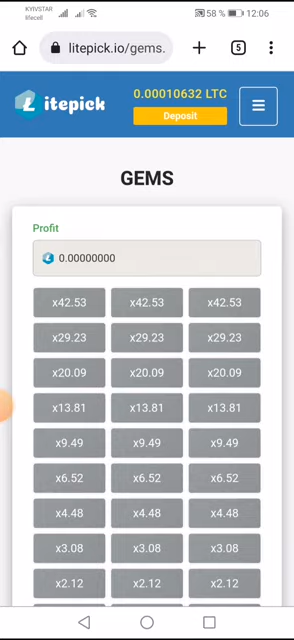 KYIVSTAR
lifecell
58 % 12:06
litepick.io/gems.
5
Litepick
0.00010632 LTC
Deposit
GEMS
Profit
0.00000000
x42.53 x42.53 x42.53
x29.23 x29.23 x29.23
x20.09 x20.09 x20.09
x13.81 x13.81 x13.81
x9.49 x9.49 x9.49
x6.52 x6.52 x6.52
x4.48 x4.48 x4.48
x3.08 x3.08 x3.08
x2.12 x2.12 x2.12